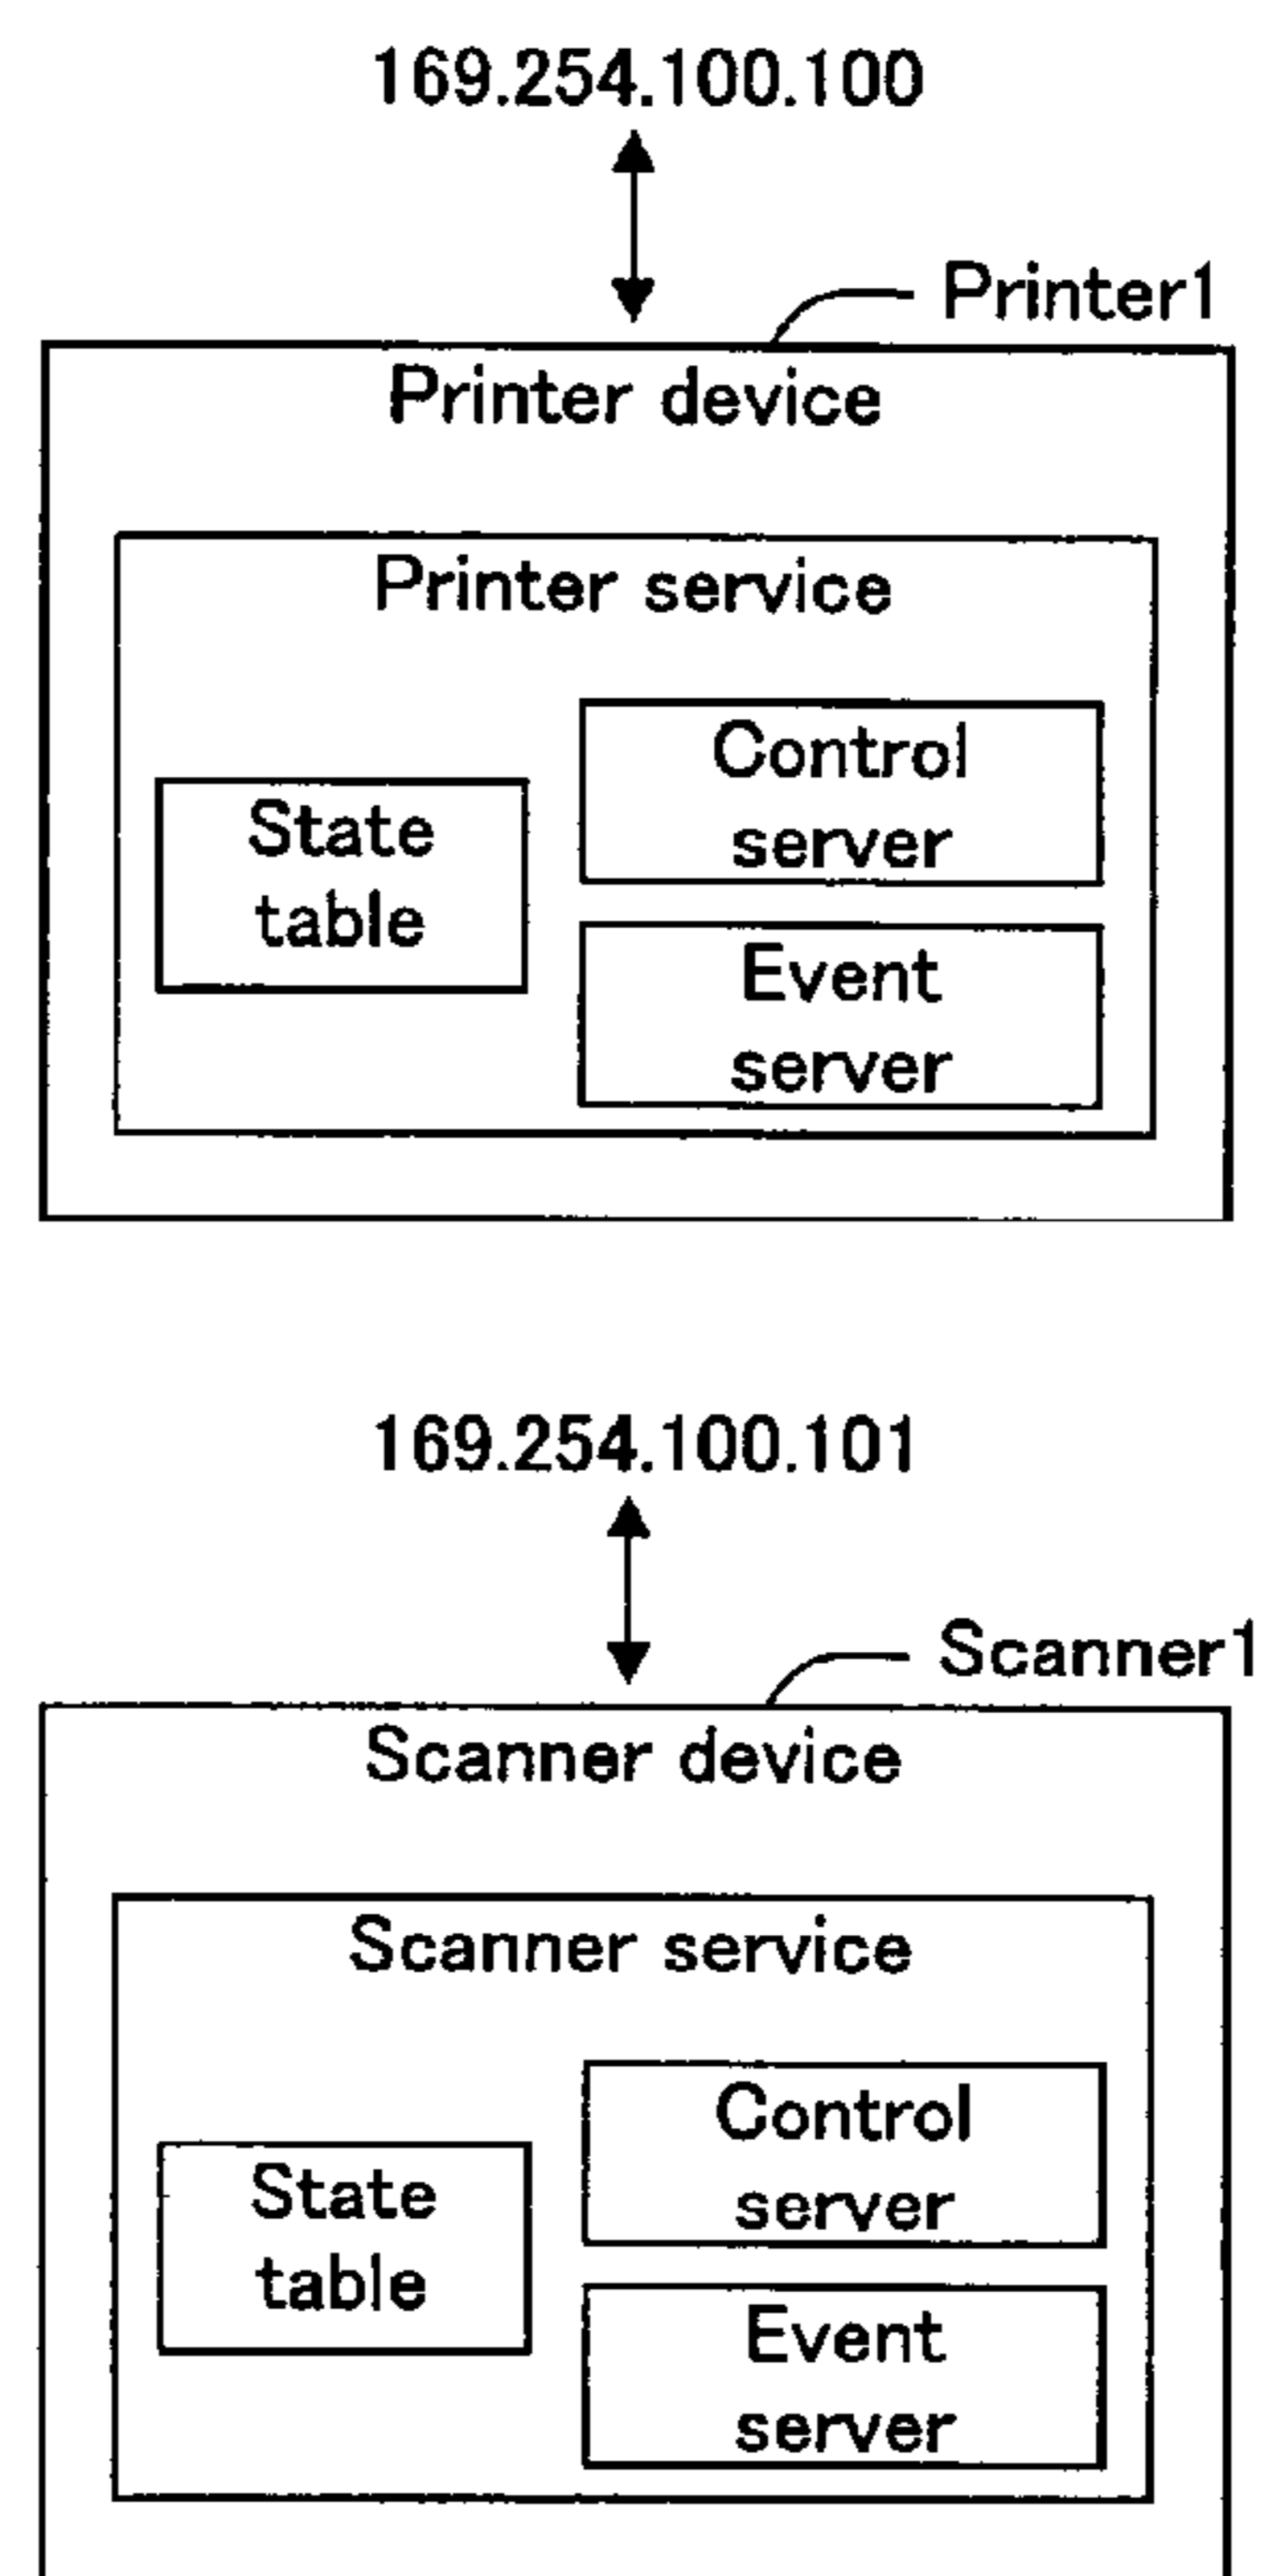 169.254.100.100
Printer1
Printer device
Printer service
State
table
Control
server
Event
server
169.254.100.101
Scanner1
Scanner device
Scanner service
State
table
Control
server
Event
server